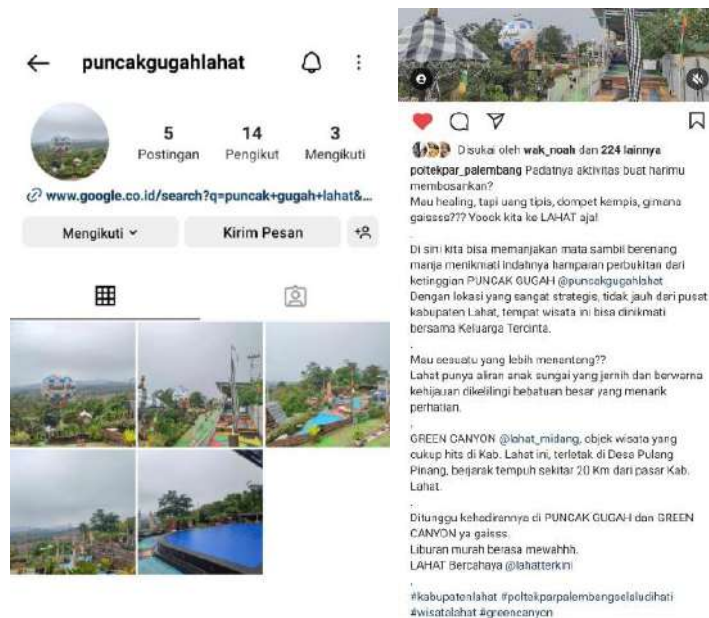 puncakgugahlahat
5
14
3
Postingan
Pengikut
Mengikuti
www.google.co.id/search?q=puncak+gugah+lahat&...
Mengikuti
Kirim Pesan
Disukai oleh wak_noah dan 224 lainnya
poltekpar_palembang Padatnya aktivitas buat harimu
membosankan?
Mau healing, tapi uang tipis, dompet kempis, gimana
gaissss??? Yoook kita ke LAHAT aja!
.
Di sini kita bisa memanjakan mata sambil berenang
manja menikmati indahnya hamparan perbukitan dari
ketinggian PUNCAK GUGAH @puncakgugahlahat
Dengan lokasi yang sangat strategis, tidak jauh dari pusat
kabupaten Lahat, tempat wisata ini bisa dinikmati
bersama Keluarga Tercinta.
.
Mau sesuatu yang lebih menantang??
Lahat punya aliran anak sungai yang jernih dan berwarna
kehijauan dikelilingi bebatuan besar yang menarik
perhatian.
.
GREEN CANYON @lahat_midang, objek wisata yang
cukup hits di Kab. Lahat ini, terletak di Desa Pulang
Pinang, berjarak tempuh sekitar 20 Km dari pasar Kab.
Lahat.
.
Ditunggu kehadirannya di PUNCAK GUGAH dan GREEN
CANYON ya gaisss.
Liburan murah berasa mewahhh.
LAHAT Bercahaya @lahatterkini
.
#kabupatenlahat #poltekparpalembangselaludihati
#wisatalahat #greencanyon